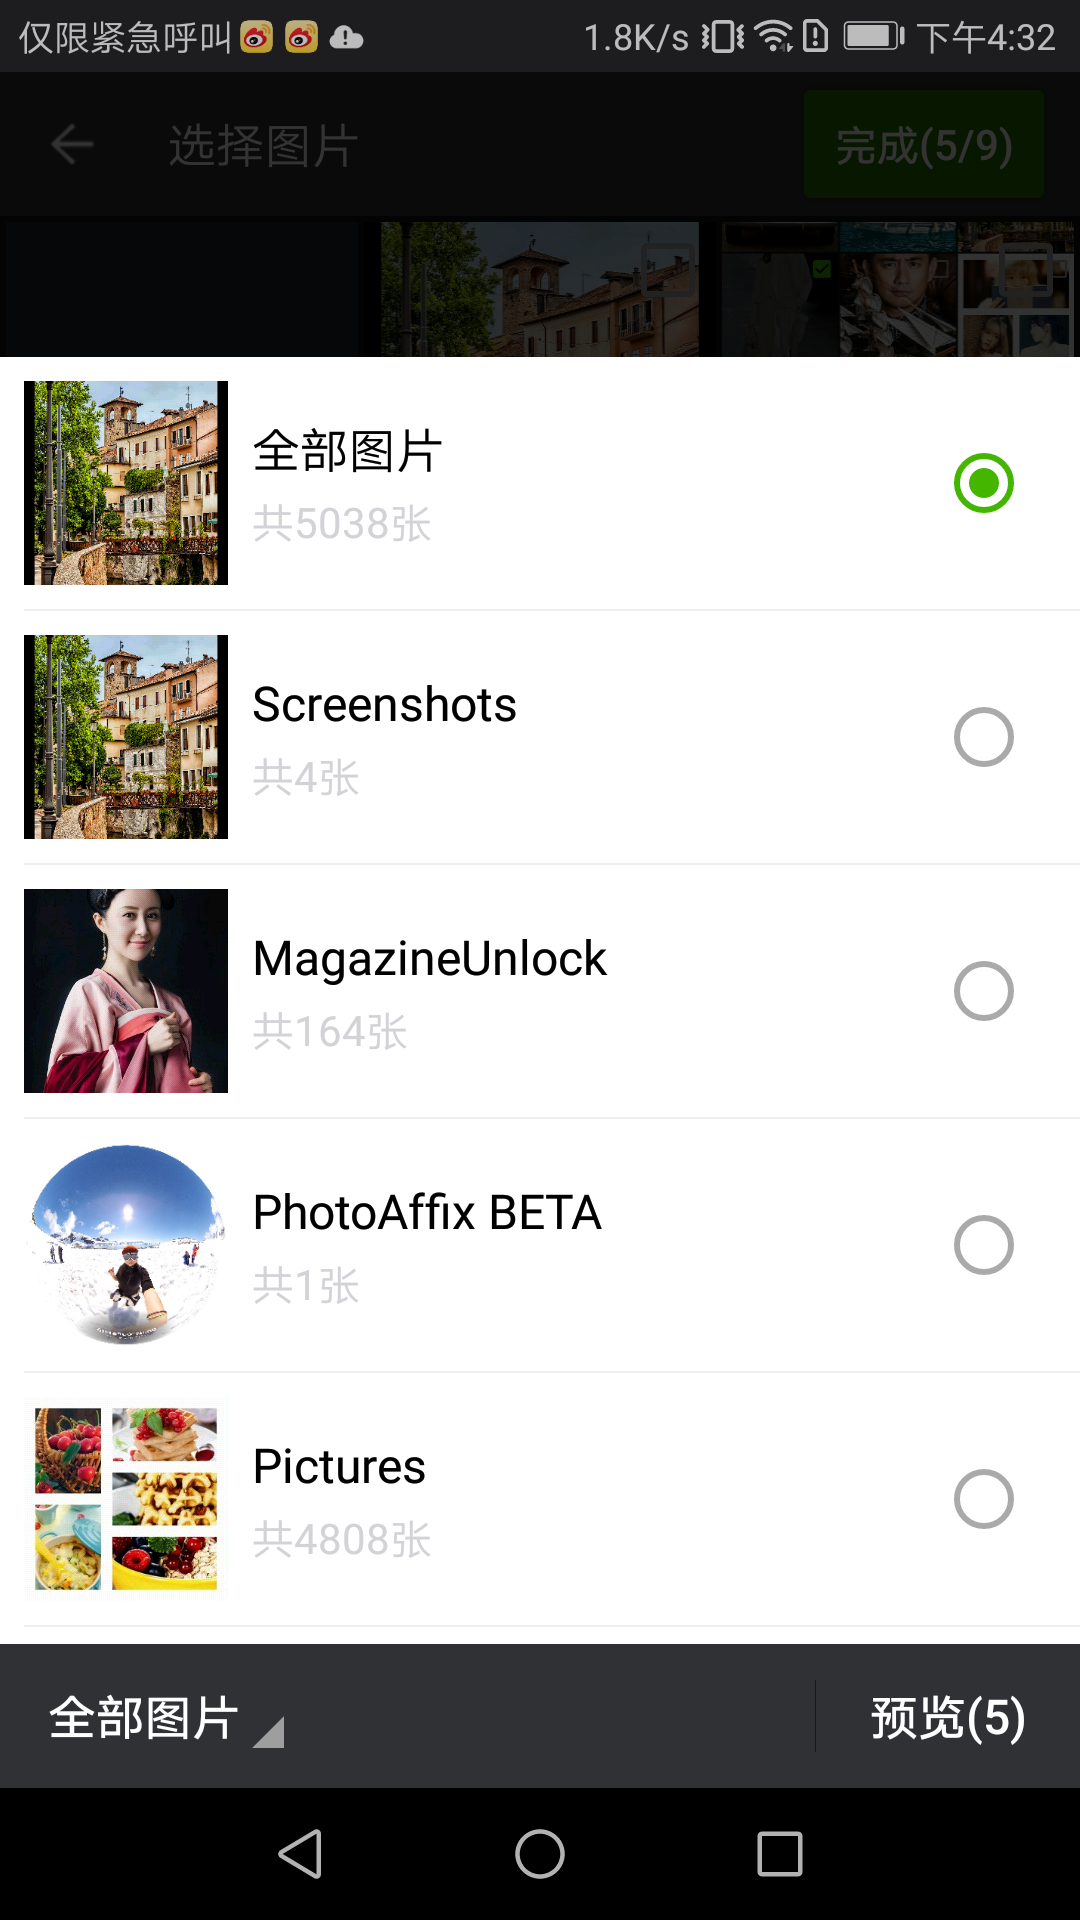 仅限紧急呼叫 1.8K/s 下午4:32
选择图片 完成(5/9)
全部图片
共5038张
Screenshots
共4张
MagazineUnlock
共164张
PhotoAffix BETA
共1张
Pictures
共4808张
全部图片 预览(5)